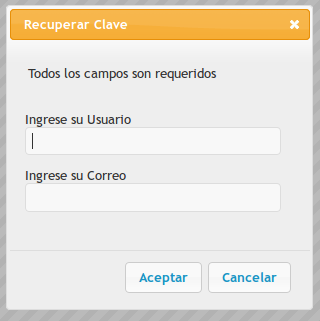 Recuperar Clave
Todos los campos son requeridos
Ingrese su Usuario
Ingrese su Correo
Aceptar Cancelar